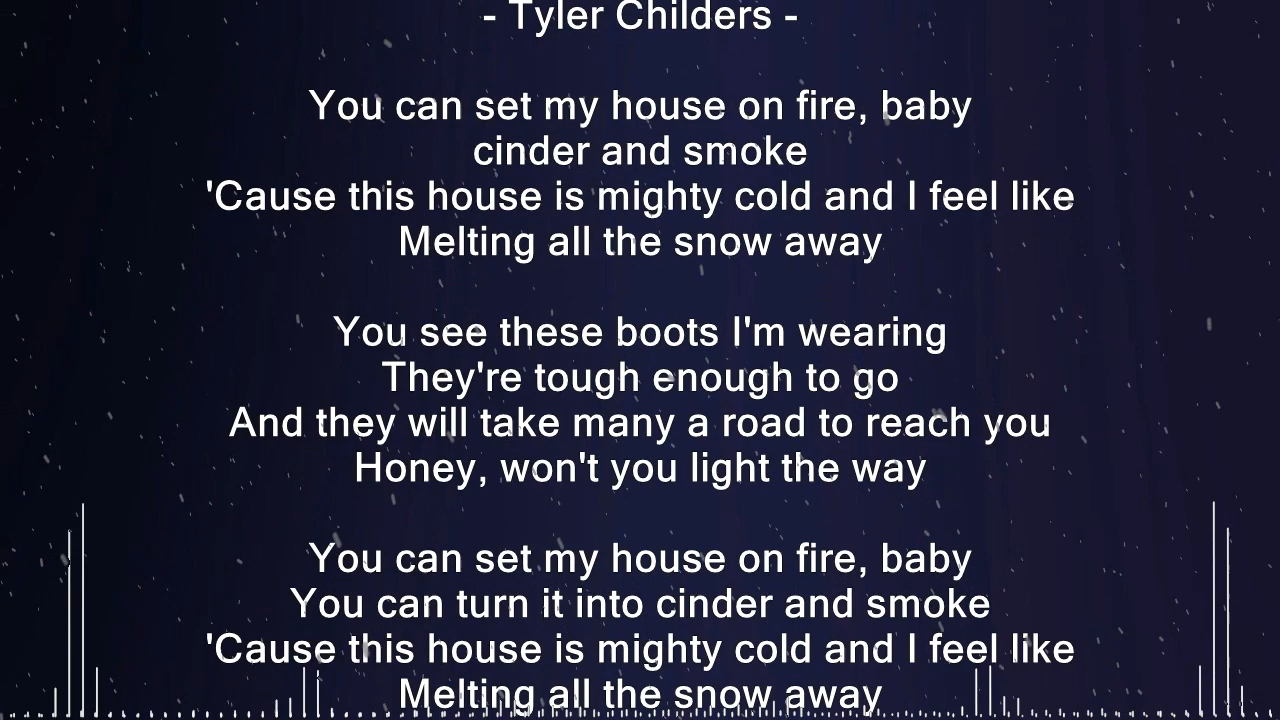 - Tyler Childers -
You can set my house on fire, baby
cinder and smoke
'Cause this house is mighty cold and I feel like
Melting all the snow away
You see these boots I'm wearing
They're tough enough to go
And they will take many a road to reach you
Honey, won't you light the way
You can set my house on fire, baby
You can turn it into cinder and smoke
'Cause this house is mighty cold and I feel like
Melting all the snow away